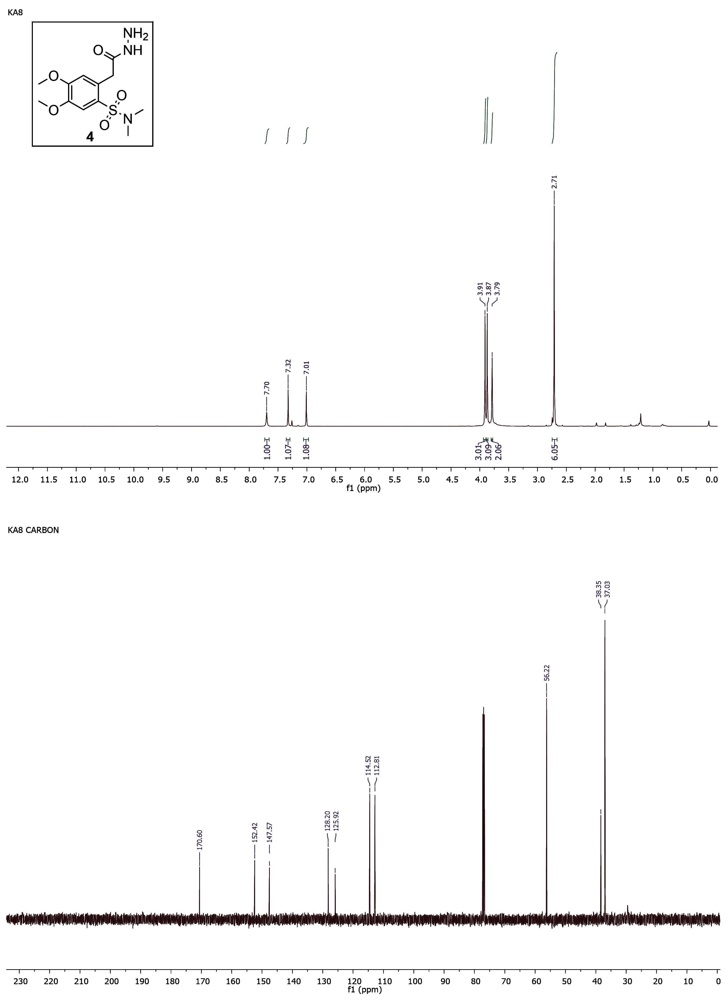 KA8
NH2
O NH
O
O O
S
O N
4
2.71
3.91 3.87 3.79
7.70 7.32 7.01
1.00 1.07 1.08 3.01 3.09 2.06 6.05
12.0 11.5 11.0 10.5 10.0 9.5 9.0 8.5 8.0 7.5 7.0 6.5 6.0 5.5 5.0 4.5 4.0 3.5 3.0 2.5 2.0 1.5 1.0 0.5 0.0
f1 (ppm)
KA8 CARBON
38.35 37.03
56.22
114.52 112.81
170.60 152.42 147.57 128.20 125.92
230 220 210 200 190 180 170 160 150 140 130 120 110 100 90 80 70 60 50 40 30 20 10 0
f1 (ppm)